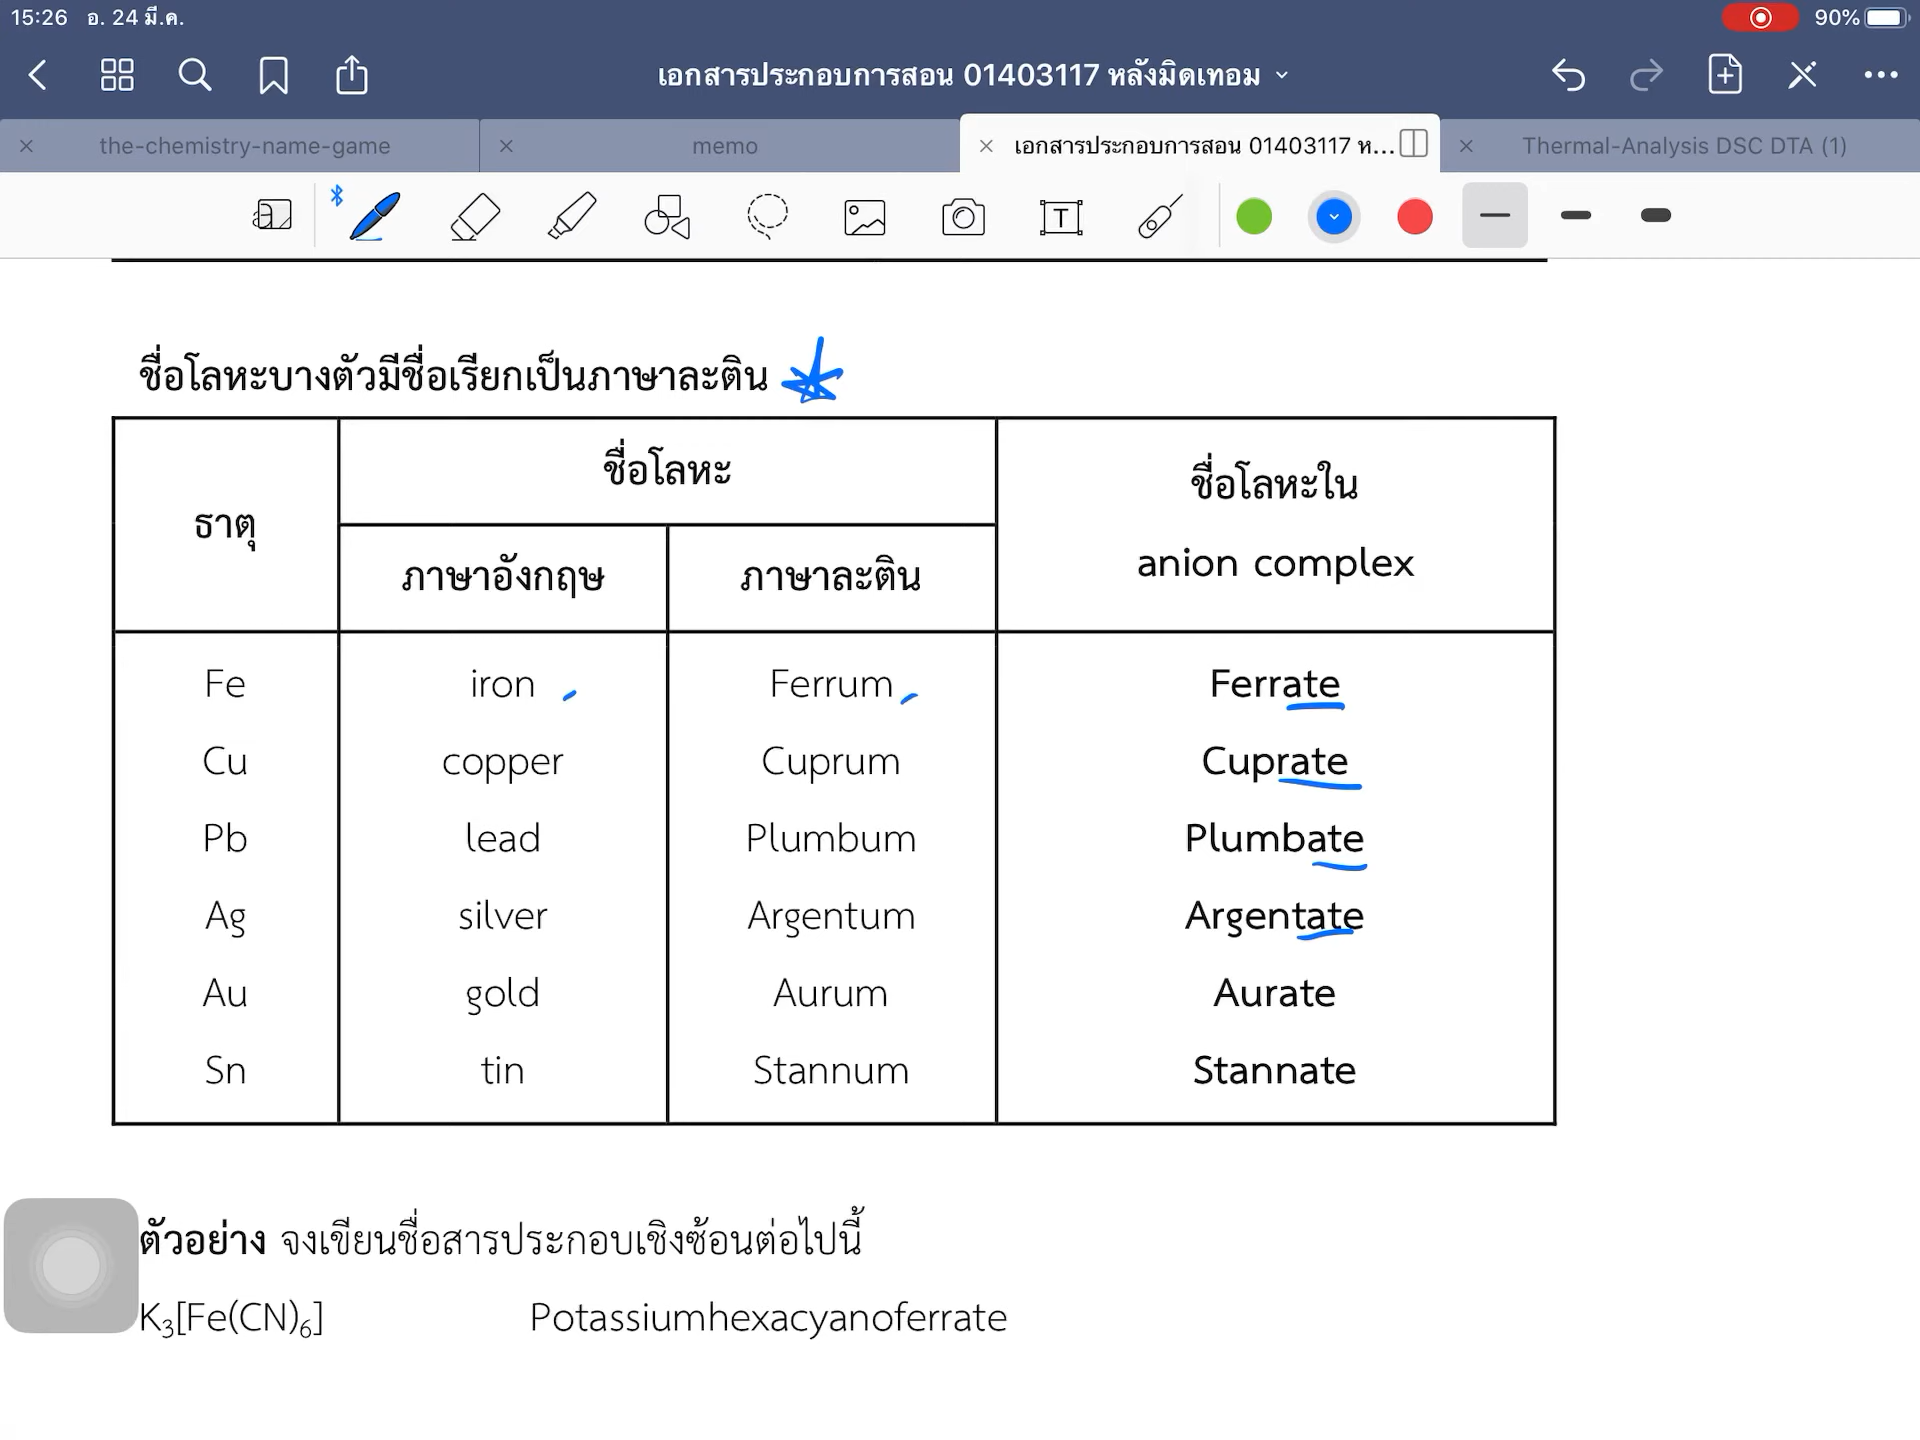 15:26 อ. 24 มี.ค. 90%
เอกสารประกอบการสอน 01403117 หลังมิดเทอม
the-chemistry-name-game memo เอกสารประกอบการสอน 01403117 ห... Thermal-Analysis DSC DTA (1)
ชื่อโลหะบางตัวมีชื่อเรียกเป็นภาษาละติน
ธาตุ ชื่อโลหะ ชื่อโลหะใน anion complex
ภาษาอังกฤษ ภาษาละติน
Fe iron Ferrum Ferrate
Cu copper Cuprum Cuprate
Pb lead Plumbum Plumbate
Ag silver Argentum Argentate
Au gold Aurum Aurate
Sn tin Stannum Stannate
ตัวอย่าง จงเขียนชื่อสารประกอบเชิงซ้อนต่อไปนี้
K₃[Fe(CN)₆] Potassiumhexacyanoferrate